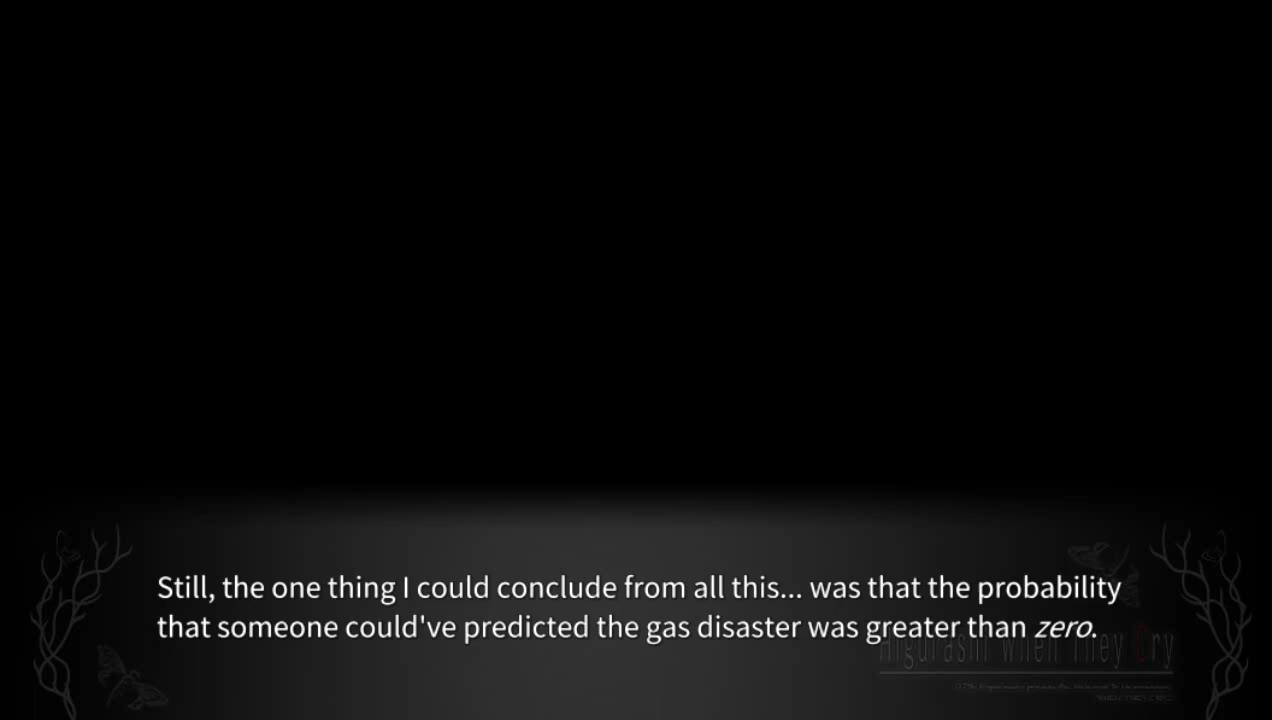 Still, the one thing I could conclude from all this... was that the probability
that someone could've predicted the gas disaster was greater than zero.
Higurashi When They Cry